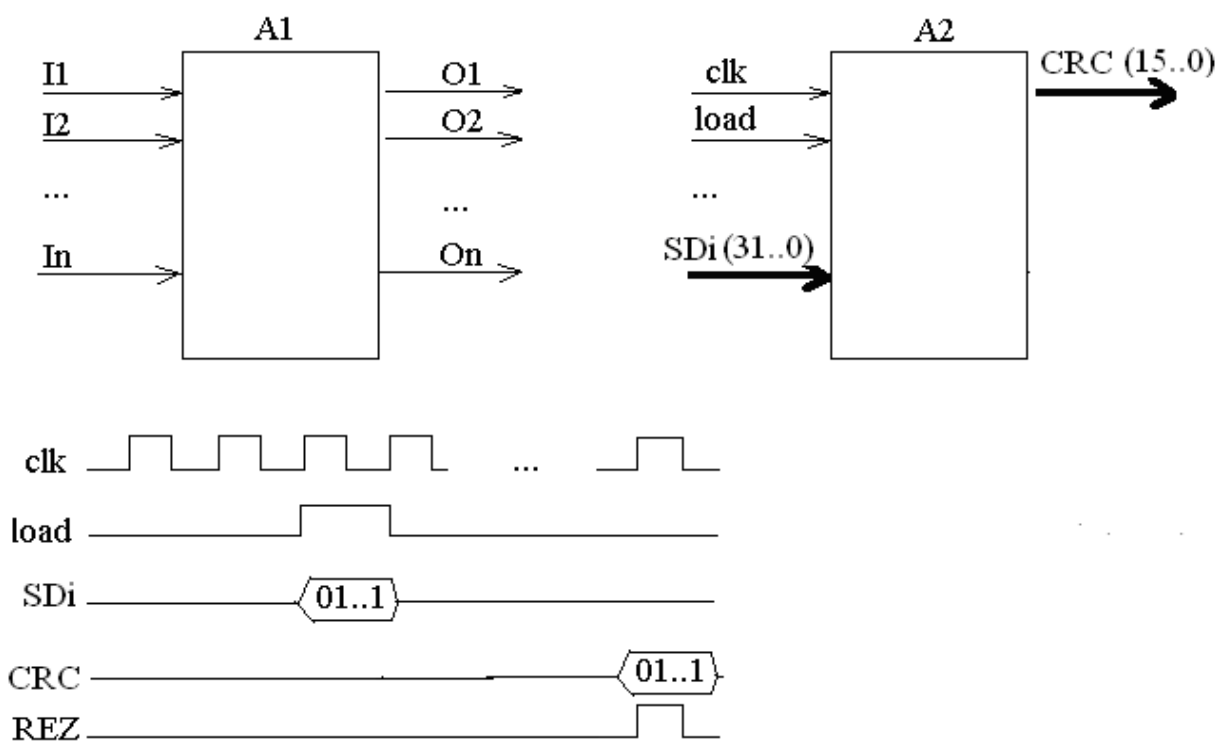 A1
I1
I2
...
In
O1
O2
...
On
A2
clk
load
...
SDi (31..0)
CRC (15..0)
clk
...
load
SDi
01..1
CRC
01..1
REZ